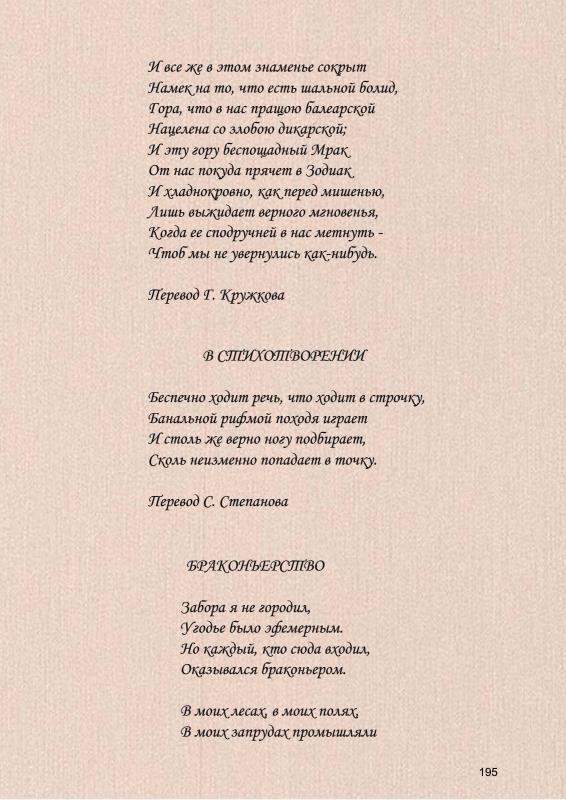 И все же в этом знаменье сокрыт
Намек на то, что есть шальной болид,
Гора, что в нас пращою балеарской
Нацелена со злобою дикарской;
И эту гору беспощадный Мрак
От нас покуда прячет в Зодиак
И хладнокровно, как перед мишенью,
Лишь выжидает верного мгновенья,
Когда ее сподручней в нас метнуть -
Чтоб мы не увернулись как-нибудь.
Перевод Г. Кружкова
В СТИХОТВОРЕНИИ
Беспечно ходит речь, что ходит в строчку,
Банальной рифмой походя играет
И столь же верно ногу подбирает,
Сколь неизменно попадает в точку.
Перевод С. Степанова
БРАКОНЬЕРСТВО
Забора я не городил,
Угодье было эфемерным.
Но каждый, кто сюда входил,
Оказывался браконьером.
В моих лесах, в моих полях,
В моих запрудах промышляли
195